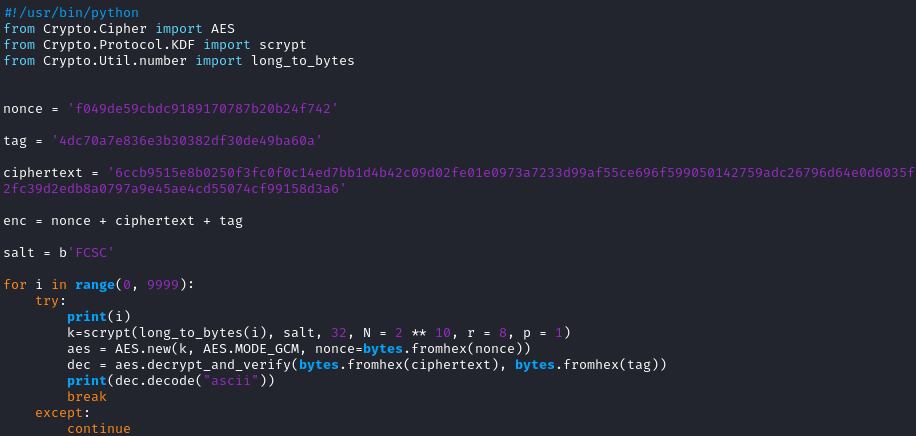 #!/usr/bin/python
from Crypto.Cipher import AES
from Crypto.Protocol.KDF import scrypt
from Crypto.Util.number import long_to_bytes
nonce = 'f049de59cbdc9189170787b20b24f742'
tag = '4dc70a7e836e3b30382df30de49ba60a'
ciphertext = '6ccb9515e8b0250f3fc0f0c14ed7bb1d4b42c09d02fe01e0973a7233d99af55ce696f599050142759adc26796d64e0d6035f
2fc39d2edb8a0797a9e45ae4cd55074cf99158d3a6'
enc = nonce + ciphertext + tag
salt = b'FCSC'
for i in range(0, 9999):
    try:
        print(i)
        k=scrypt(long_to_bytes(i), salt, 32, N = 2 ** 10, r = 8, p = 1)
        aes = AES.new(k, AES.MODE_GCM, nonce=bytes.fromhex(nonce))
        dec = aes.decrypt_and_verify(bytes.fromhex(ciphertext), bytes.fromhex(tag))
        print(dec.decode("ascii"))
        break
    except:
        continue